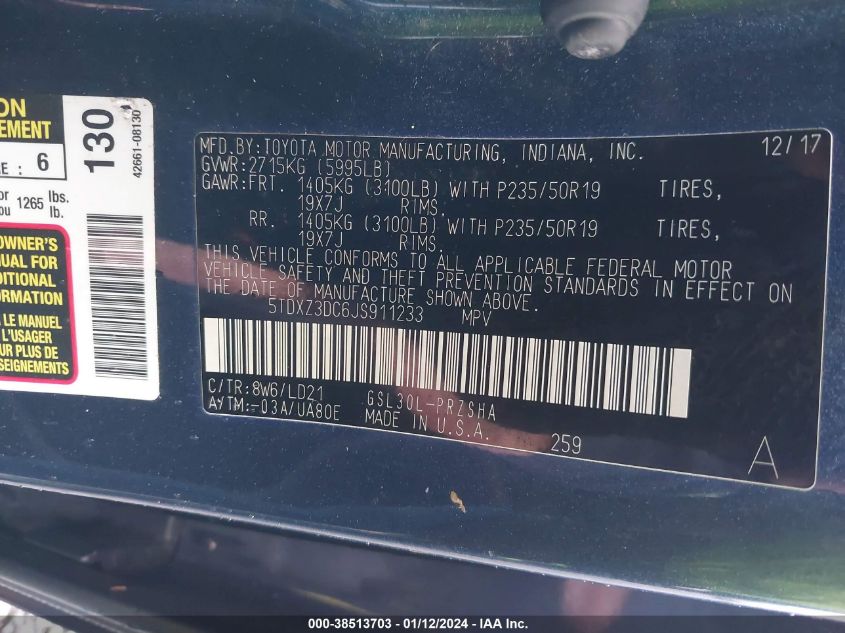 ON
EMENT
E : 6
or 1265 lbs.
ou lb.
OWNER'S
NUAL FOR
DITIONAL
ORMATION
LE MANUEL
L'USAGER
UR PLUS DE
SEIGNEMENTS
130
42661-08130
MFD.BY:TOYOTA MOTOR MANUFACTURING, INDIANA, INC. 12/17
GVWR:2715KG (5995LB)
GAWR:FRT. 1405KG (3100LB) WITH P235/50R19 TIRES,
19X7J RIMS.
RR. 1405KG (3100LB) WITH P235/50R19 TIRES,
19X7J RIMS.
THIS VEHICLE CONFORMS TO ALL APPLICABLE FEDERAL MOTOR
VEHICLE SAFETY AND THEFT PREVENTION STANDARDS IN EFFECT ON
THE DATE OF MANUFACTURE SHOWN ABOVE.
5TDXZ3DC6JS911233 MPV
C/TR:8W6/LD21 GSL30L-PRZSHA
A/TM:-03A/UA80E MADE IN U.S.A.
259
A
000-38513703 - 01/12/2024 - IAA Inc.